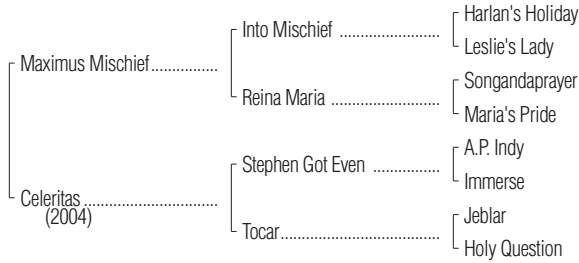 Harlan's Holiday
Into Mischief
Leslie's Lady
Maximus Mischief
Songandaprayer
Reina Maria
Maria's Pride
A.P. Indy
Stephen Got Even
Immerse
Celeritas
(2004)
Jeblar
Tocar
Holy Question